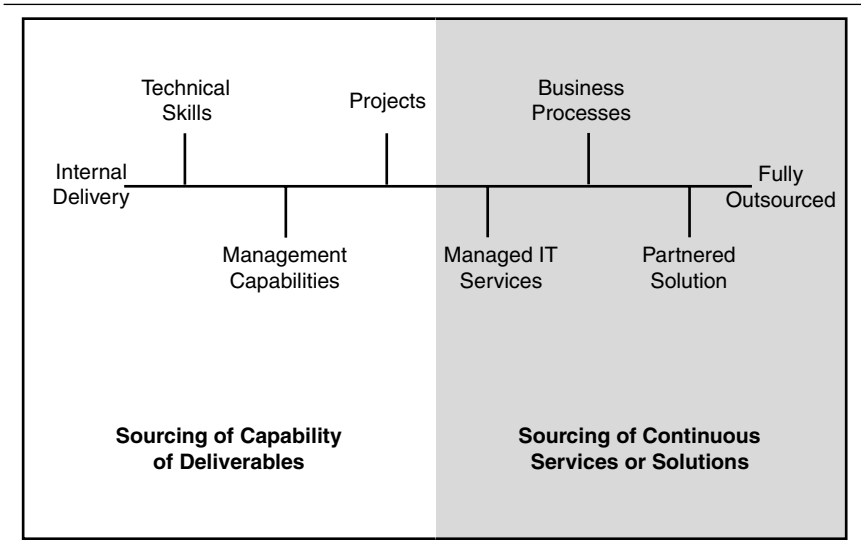 Technical
Skills
Projects
Business
Processes
Internal
Delivery
Fully
Outsourced
Management
Capabilities
Managed IT
Services
Partnered
Solution
Sourcing of Capability
of Deliverables
Sourcing of Continuous
Services or Solutions